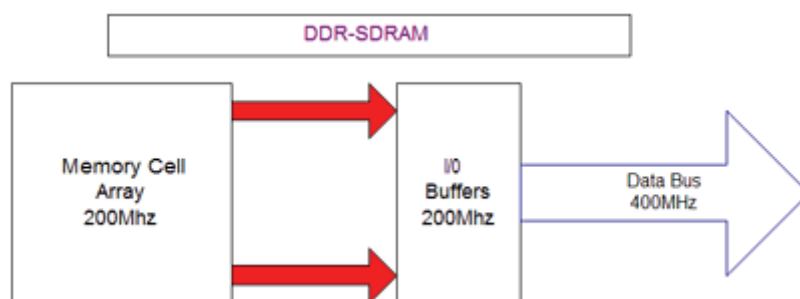 DDR-SDRAM
Memory Cell
Array
200Mhz
I/0
Buffers
200Mhz
Data Bus
400MHz